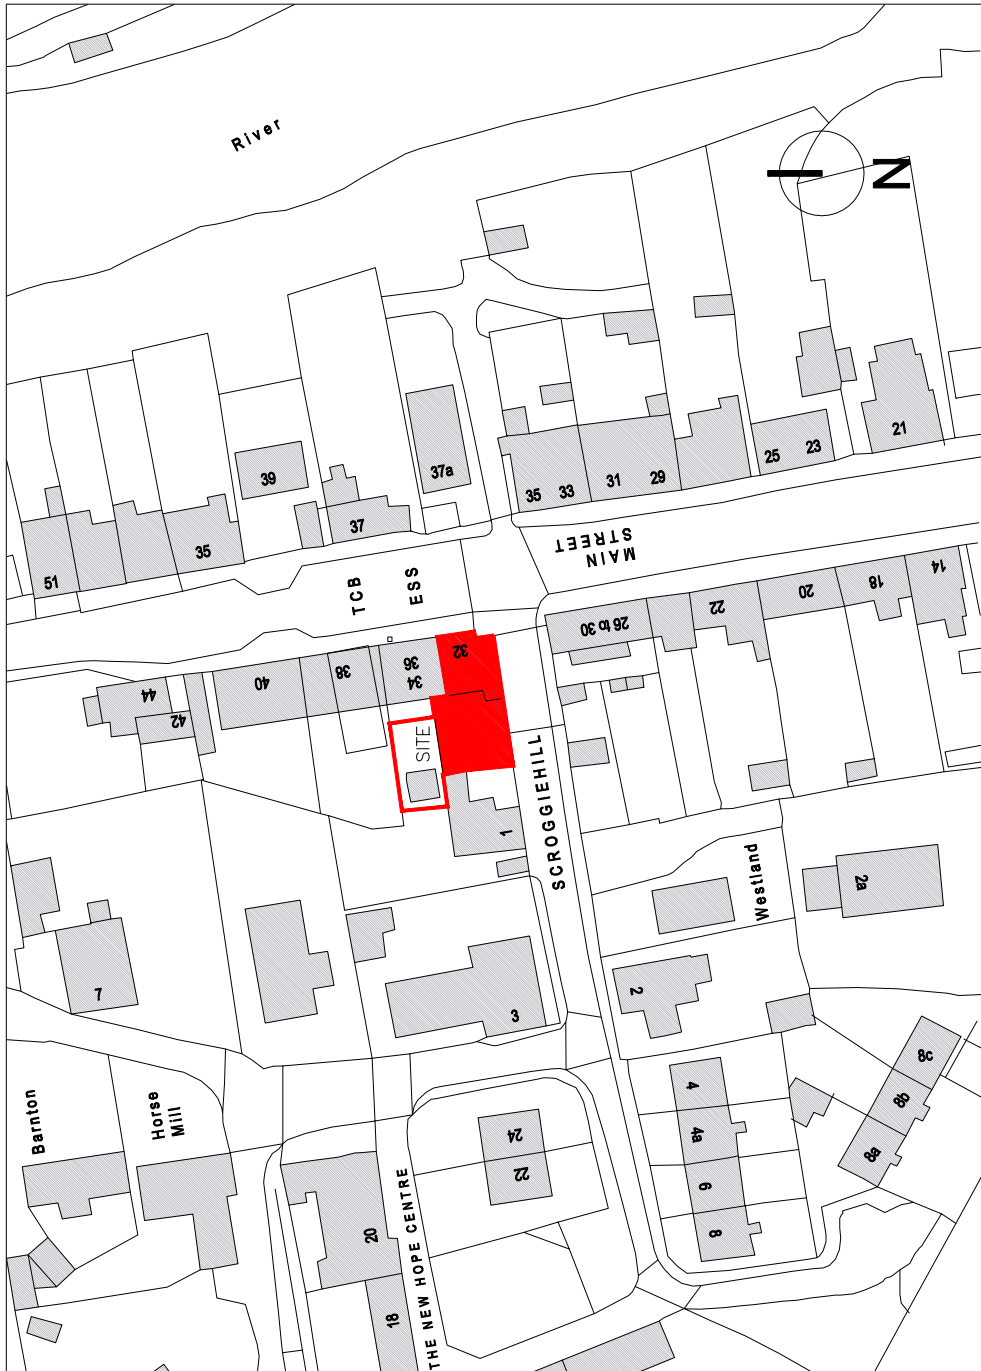 River
N
21
23
25
29
31
33
35
37a
39
37
35
51
MAIN
STREET
TCB
ESS
14
18
20
22
26 to 30
32
36
34
38
40
44
42
SITE
SCROGGIEHILL
1
Westland
2a
7
3
2
8c
8b
8a
4
4a
6
8
Barnton
Horse
Mill
24
22
20
18
THE NEW HOPE CENTRE